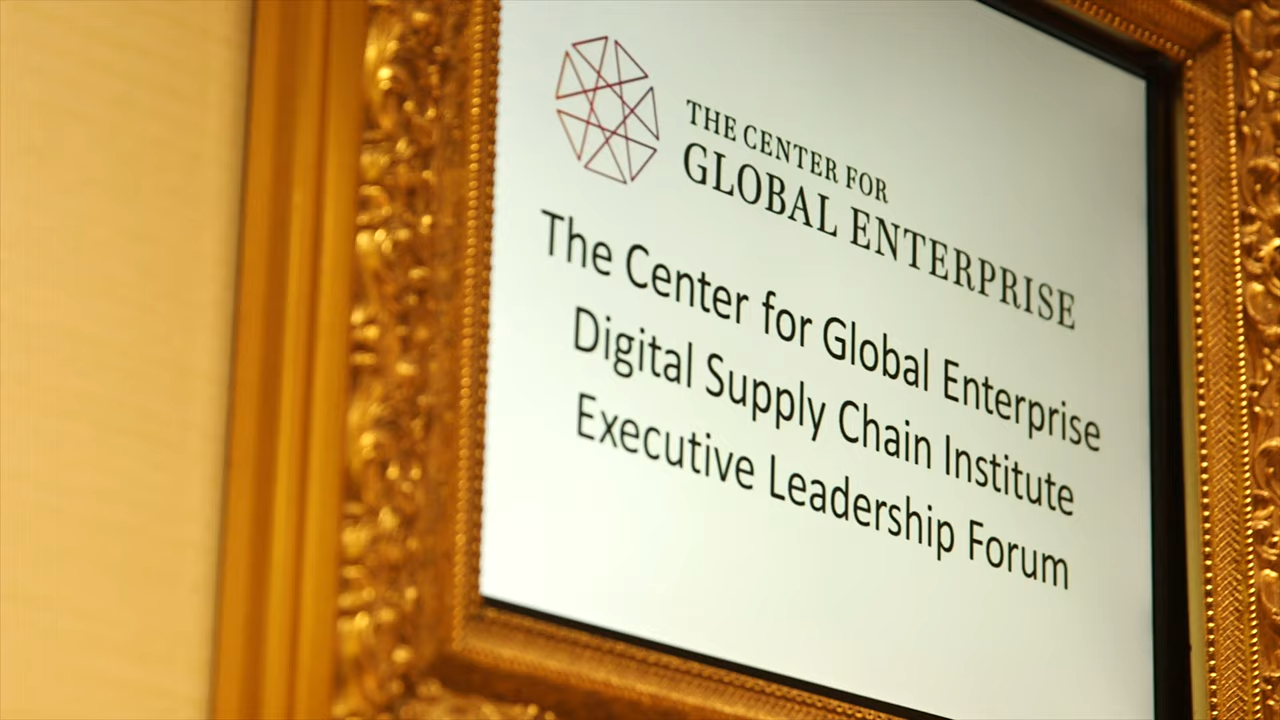 THE CENTER FOR
GLOBAL ENTERPRISE
The Center for Global Enterprise
Digital Supply Chain Institute
Executive Leadership Forum